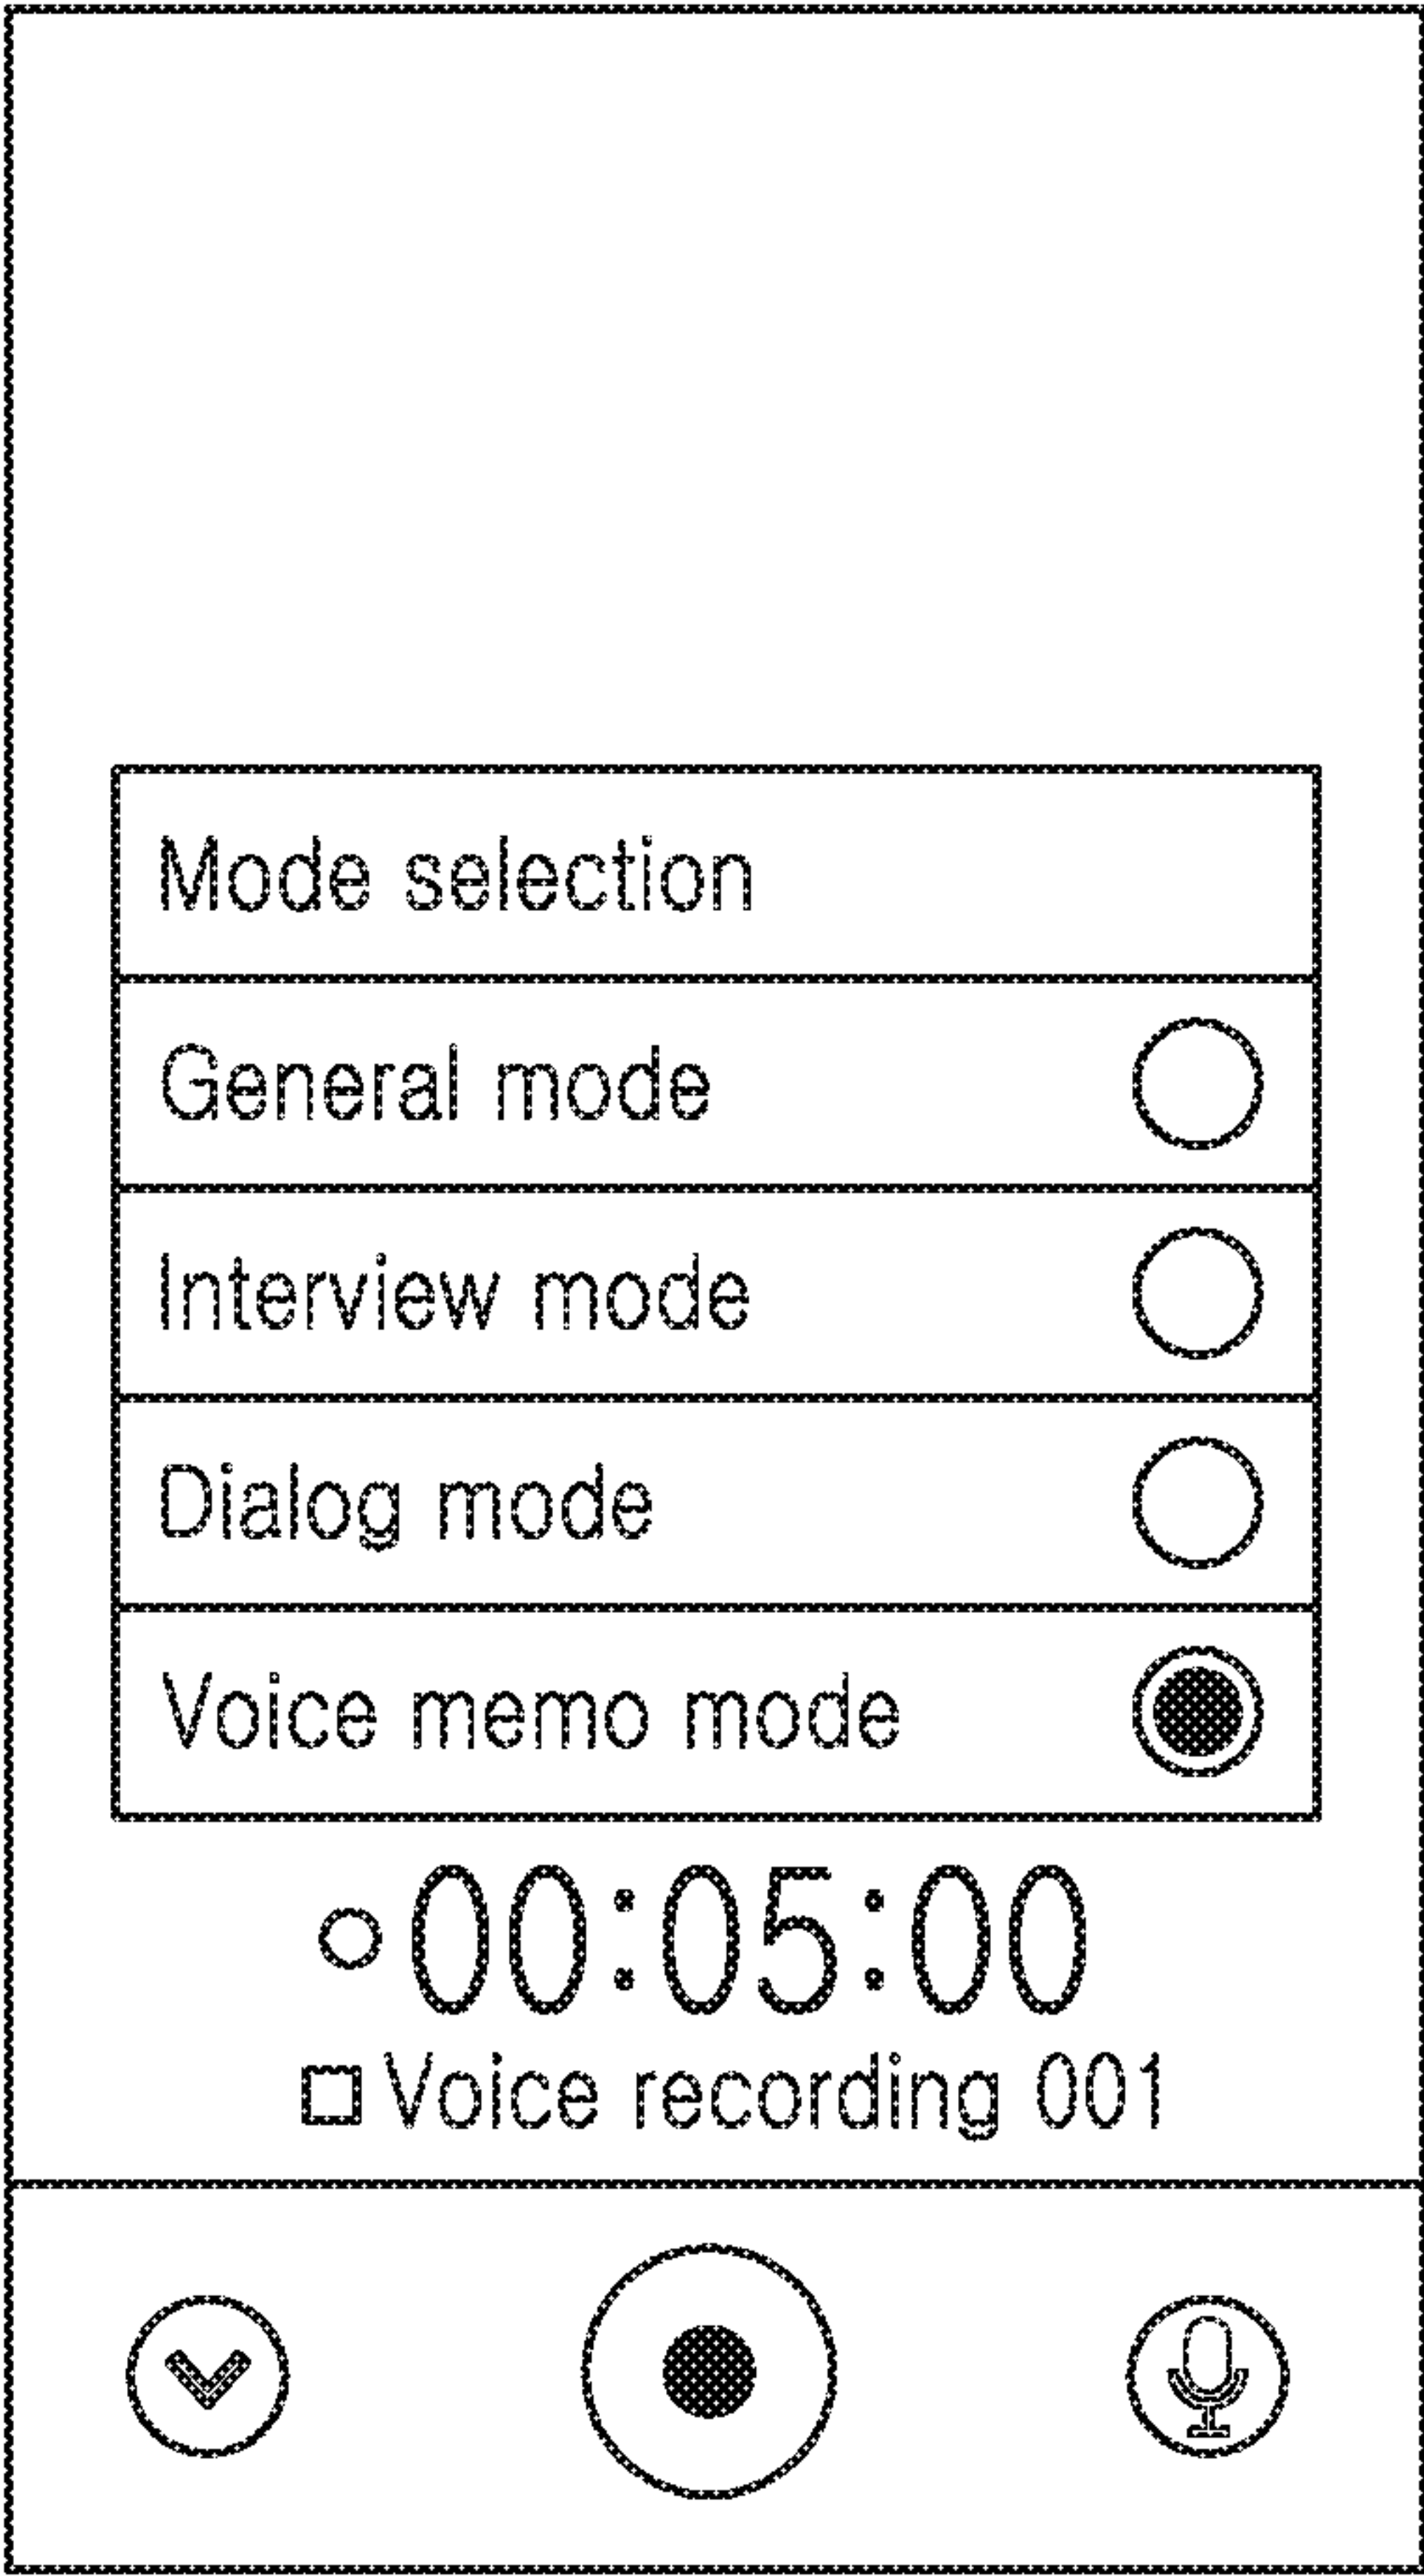 Mode selection
General mode
Interview mode
Dialog mode
Voice memo mode
00:05:00
Voice recording 001